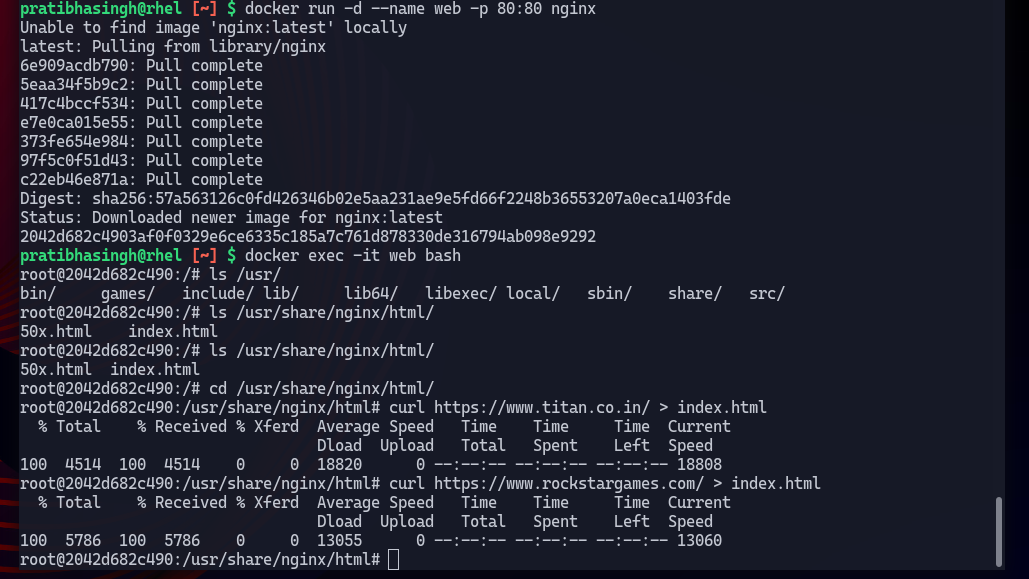 pratibhasingh@rhel [~] $ docker run -d --name web -p 80:80 nginx
Unable to find image 'nginx:latest' locally
latest: Pulling from library/nginx
6e909acdb790: Pull complete
5eaa34f5b9c2: Pull complete
417c4bccf534: Pull complete
e7e0ca015e55: Pull complete
373fe654e984: Pull complete
97f5c0f51d43: Pull complete
c22eb46e871a: Pull complete
Digest: sha256:57a563126c0fd426346b02e5aa231ae9e5fd66f2248b36553207a0eca1403fde
Status: Downloaded newer image for nginx:latest
2042d682c4903af0f0329e6ce6335c185a7c761d878330de316794ab098e9292
pratibhasingh@rhel [~] $ docker exec -it web bash
root@2042d682c490:/# ls /usr/
bin/     games/   include/ lib/     lib64/   libexec/ local/   sbin/    share/   src/
root@2042d682c490:/# ls /usr/share/nginx/html/
50x.html    index.html
root@2042d682c490:/# ls /usr/share/nginx/html/
50x.html  index.html
root@2042d682c490:/# cd /usr/share/nginx/html/
root@2042d682c490:/usr/share/nginx/html# curl https://www.titan.co.in/ > index.html
  % Total    % Received % Xferd  Average Speed   Time    Time     Time  Current
                                 Dload  Upload   Total   Spent    Left  Speed
100  4514  100  4514    0     0  18820      0 --:--:-- --:--:-- --:--:-- 18808
root@2042d682c490:/usr/share/nginx/html# curl https://www.rockstargames.com/ > index.html
  % Total    % Received % Xferd  Average Speed   Time    Time     Time  Current
                                 Dload  Upload   Total   Spent    Left  Speed
100  5786  100  5786    0     0  13055      0 --:--:-- --:--:-- --:--:-- 13060
root@2042d682c490:/usr/share/nginx/html#